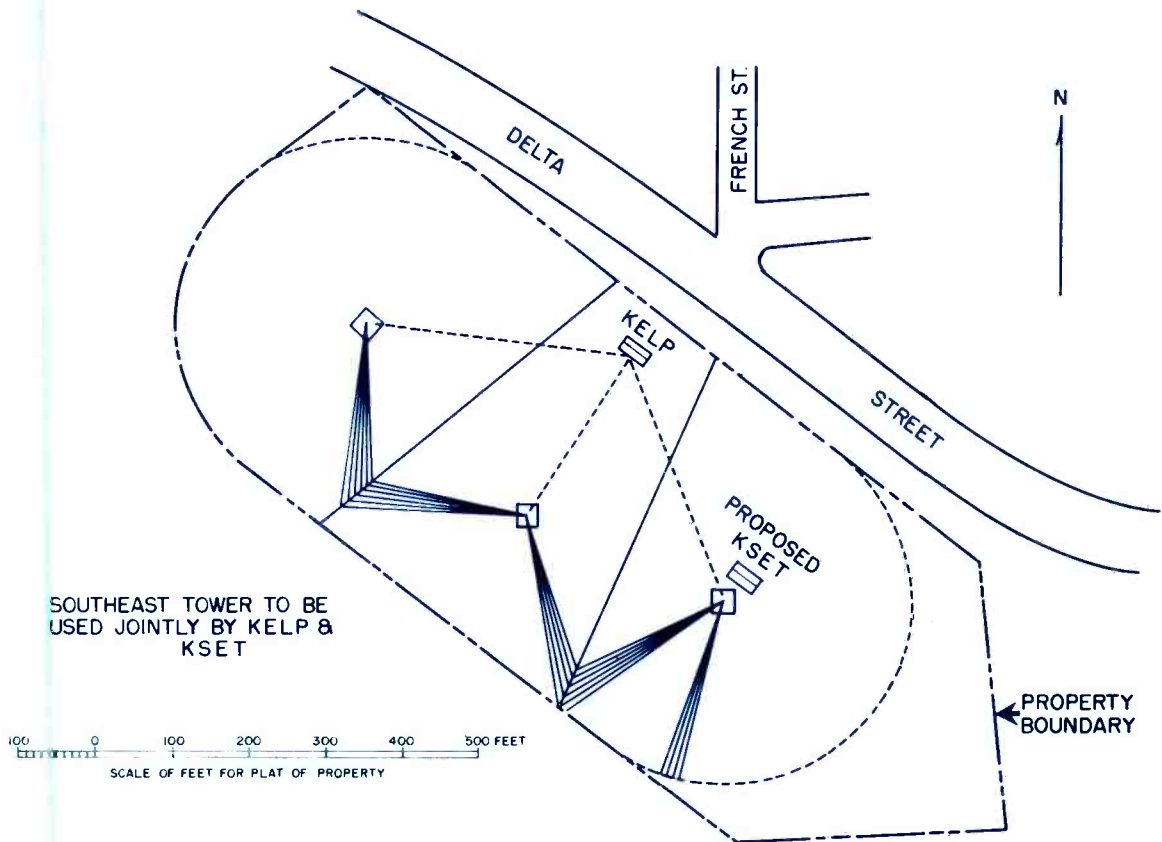 DELTA
FRENCH ST.
N
KELP
STREET
PROPOSED
KSET
SOUTHEAST TOWER TO BE
USED JOINTLY BY KELP &
KSET
PROPERTY
BOUNDARY
100 0 100 200 300 400 500 FEET
SCALE OF FEET FOR PLAT OF PROPERTY